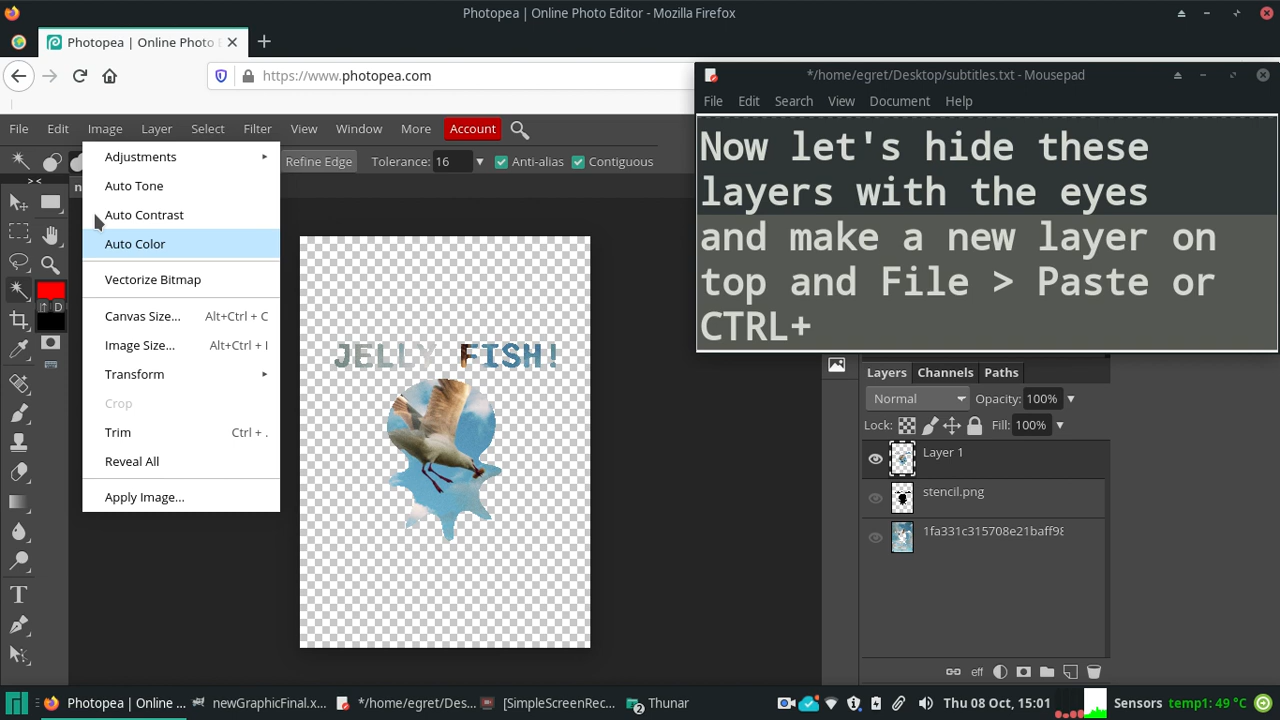 Photopea | Online Photo Editor - Mozilla Firefox
Photopea | Online Photo E
https://www.photopea.com
*/home/egret/Desktop/subtitles.txt - Mousepad
File Edit Search View Document Help
Now let's hide these
layers with the eyes
and make a new layer on
top and File > Paste or
CTRL+
File Edit Image Layer Select Filter View Window More Account
Refine Edge Tolerance: 16 Anti-alias Contiguous
> <
Adjustments
Auto Tone
Auto Contrast
Auto Color
Vectorize Bitmap
Canvas Size... Alt+Ctrl + C
Image Size... Alt+Ctrl + I
Transform
Crop
Trim Ctrl + .
Reveal All
Apply Image...
D
T
JELLY FISH!
Layers Channels Paths
Normal Opacity: 100%
Lock: Fill: 100%
Layer 1
stencil.png
1fa331c315708e21baff98
eff
Photopea | Online ... newGraphicFinal.x... */home/egret/Des... [SimpleScreenRec... Thunar
2
Thu 08 Oct, 15:01 Sensors temp1: 49 °C